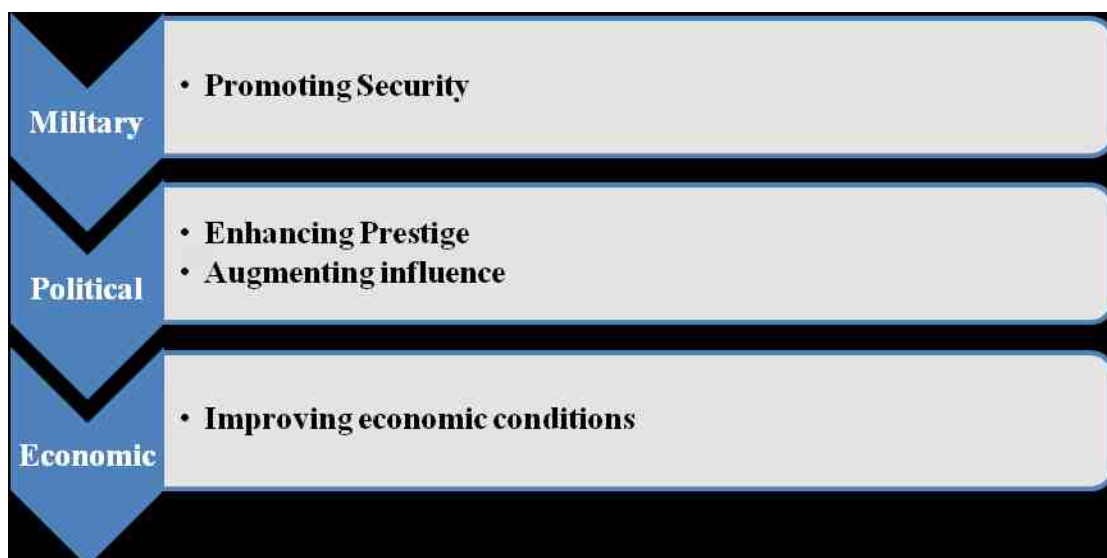 Military
• Promoting Security
Political
• Enhancing Prestige
• Augmenting influence
Economic
• Improving economic conditions